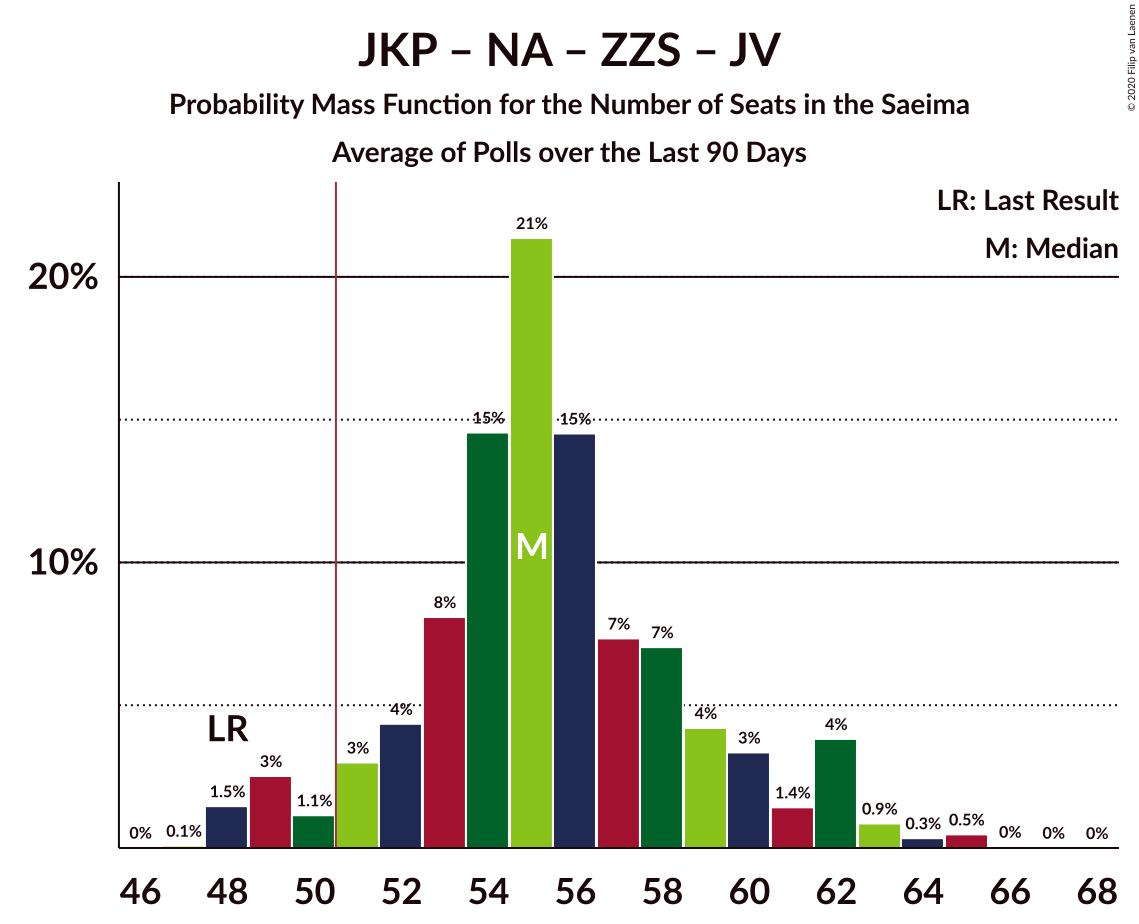 JKP – NA – ZZS – JV
Probability Mass Function for the Number of Seats in the Saeima
Average of Polls over the Last 90 Days
© 2020 Filip van Laenen
LR: Last Result
M: Median
20%
10%
0%
0.1%
1.5%
3%
1.1%
3%
4%
8%
15%
21%
15%
7%
7%
4%
3%
1.4%
4%
0.9%
0.3%
0.5%
0%
0%
0%
LR
M
46 48 50 52 54 56 58 60 62 64 66 68